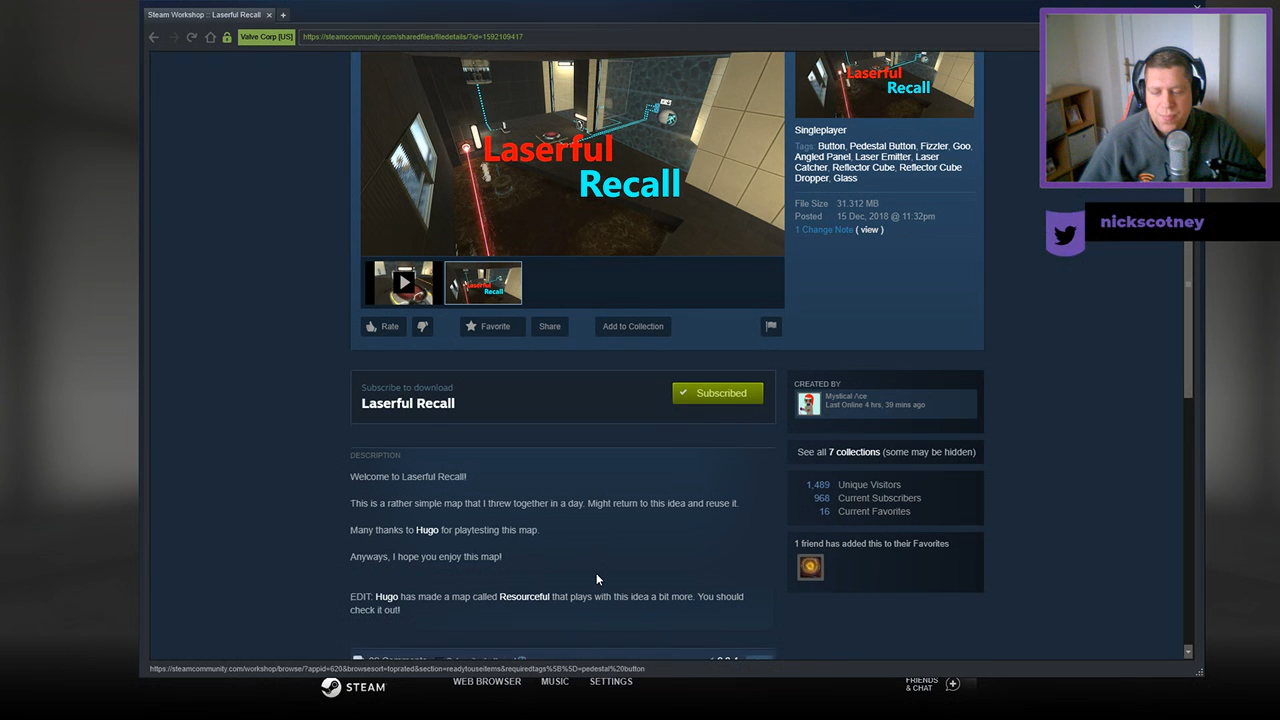 Steam Workshop :: Laserful Recall
Valve Corp [US]
https://steamcommunity.com/sharedfiles/filedetails/?id=1592109417
Laserful
Recall
Laserful
Recall
Singleplayer
Tags: Button, Pedestal Button, Fizzler, Goo,
Angled Panel, Laser Emitter, Laser
Catcher, Reflector Cube, Reflector Cube
Dropper, Glass
File Size 31.312 MB
Posted 15 Dec, 2018 @ 11:32pm
1 Change Note ( view )
nickscotney
Laserful
Recall
Rate
Favorite
Share
Add to Collection
Subscribe to download
Laserful Recall
Subscribed
CREATED BY
Mystical /\ce
Last Online 4 hrs, 39 mins ago
See all 7 collections (some may be hidden)
1,489 Unique Visitors
968 Current Subscribers
16 Current Favorites
1 friend has added this to their Favorites
DESCRIPTION
Welcome to Laserful Recall!
This is a rather simple map that I threw together in a day. Might return to this idea and reuse it.
Many thanks to Hugo for playtesting this map.
Anyways, I hope you enjoy this map!
EDIT: Hugo has made a map called Resourceful that plays with this idea a bit more. You should
check it out!
https://steamcommunity.com/workshop/browse/?appid=620&browsesort=toprated&section=readytouseitems&requiredtags%5B%5D=pedestal%20button
STEAM
WEB BROWSER
MUSIC
SETTINGS
FRIENDS
& CHAT